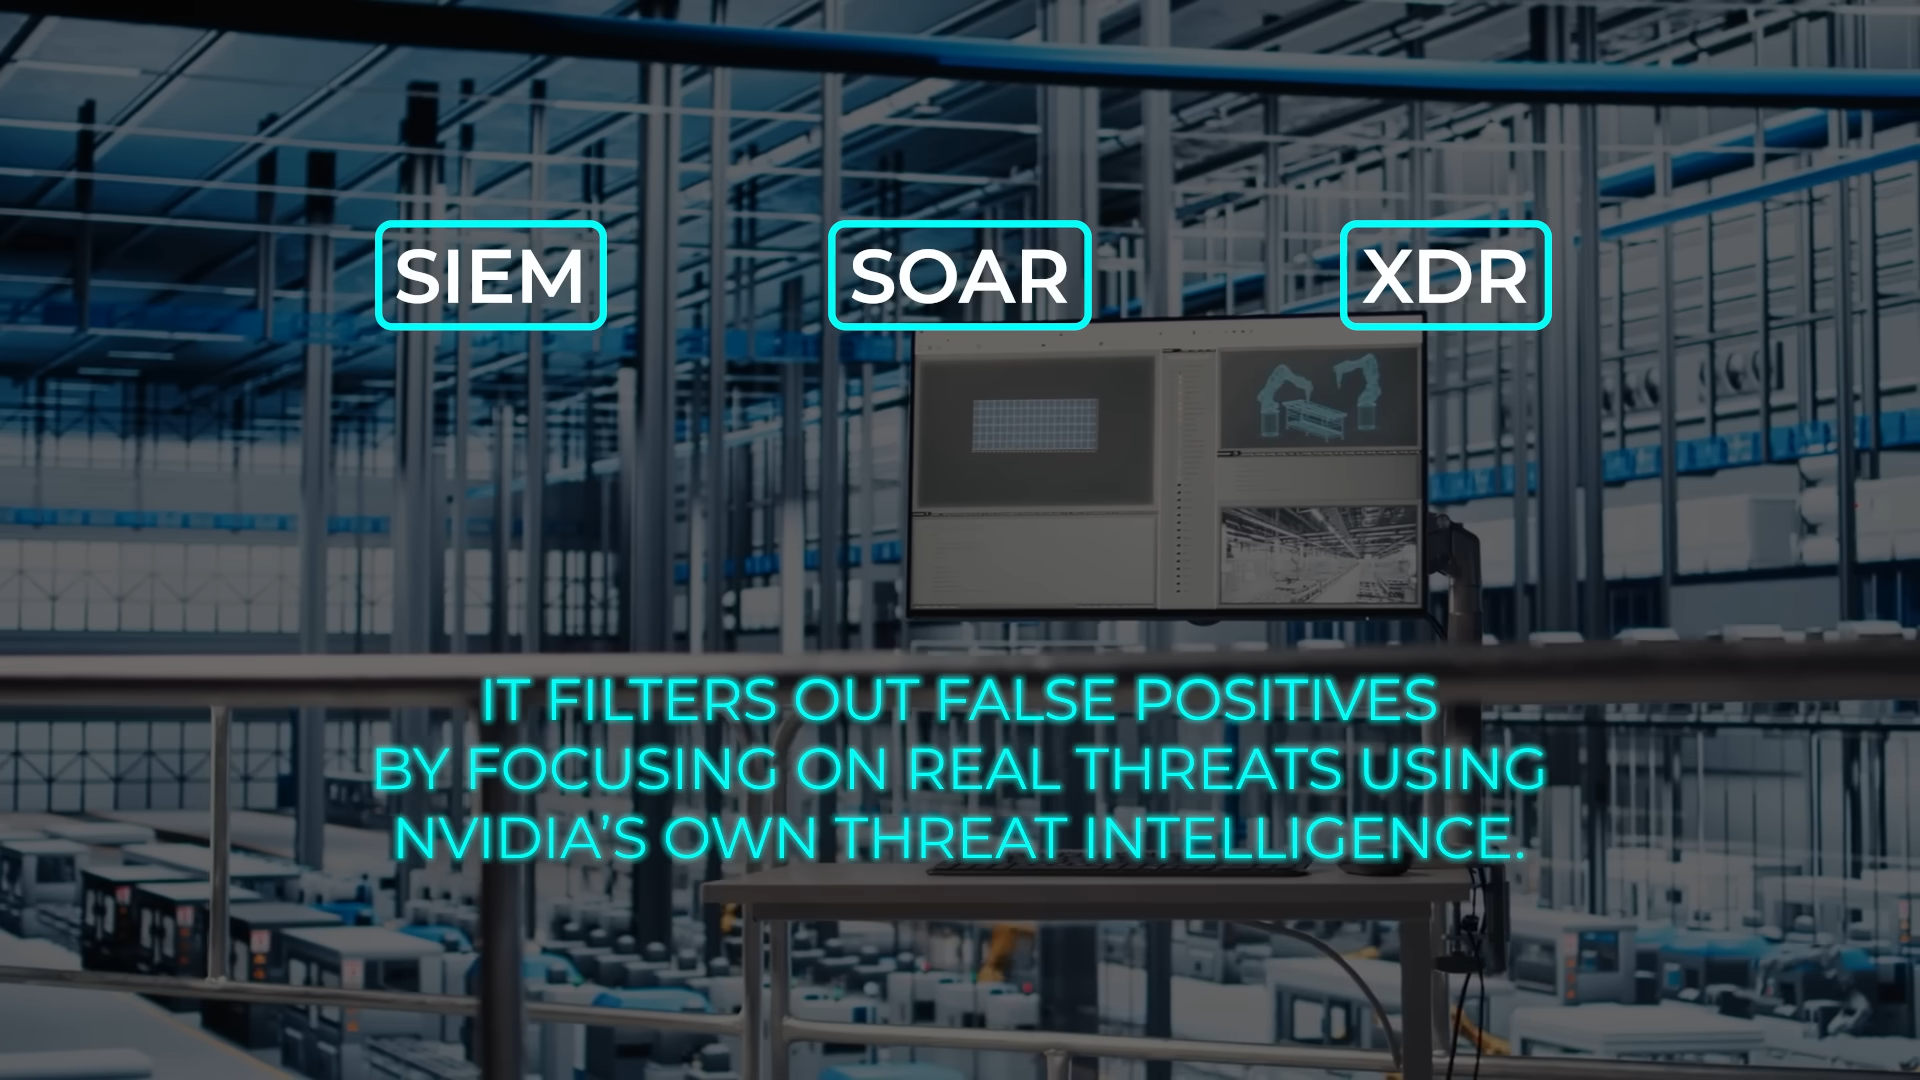 SIEM SOAR XDR
IT FILTERS OUT FALSE POSITIVES
BY FOCUSING ON REAL THREATS USING
NVIDIA’S OWN THREAT INTELLIGENCE.